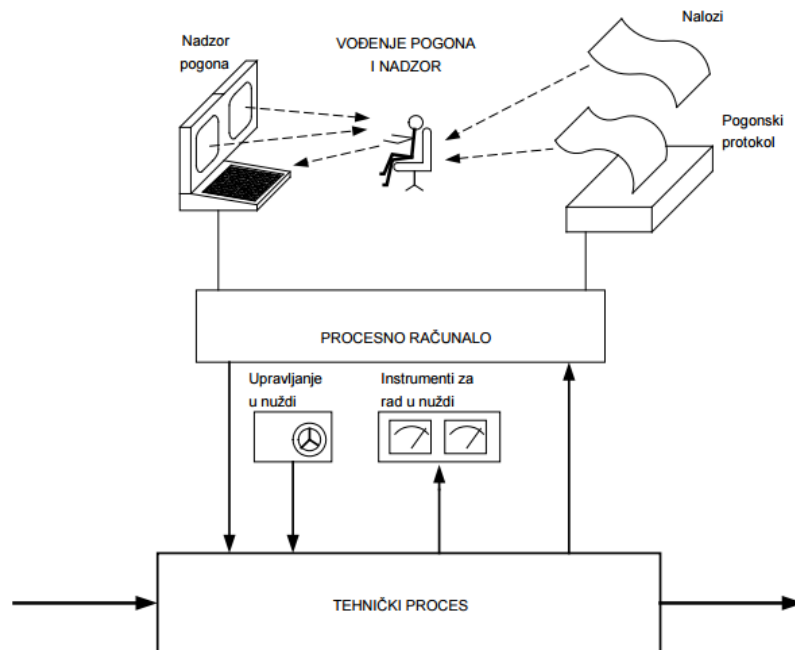 Nadzor
pogona
VOĐENJE POGONA
I NADZOR
Nalozi
Pogonski
protokol
PROCESNO RAČUNALO
Upravljanje
u nuždi
Instrumenti za
rad u nuždi
TEHNIČKI PROCES